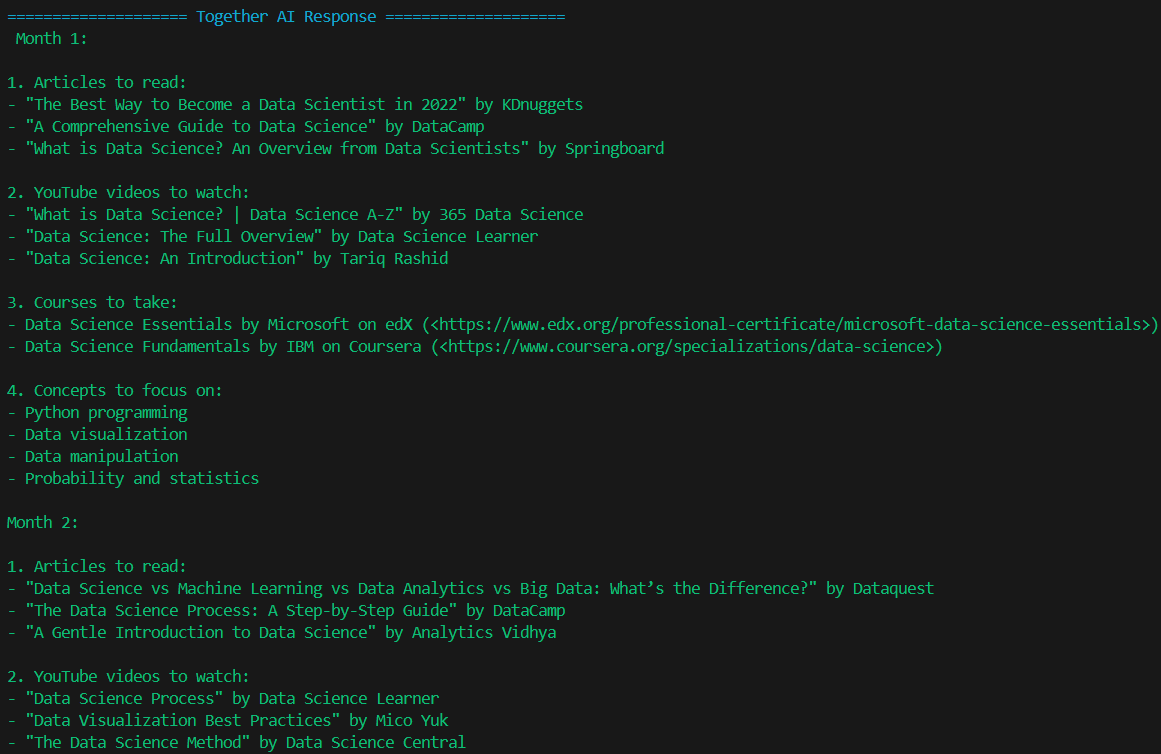 ==================== Together AI Response ====================
Month 1:
1. Articles to read:
- "The Best Way to Become a Data Scientist in 2022" by KDnuggets
- "A Comprehensive Guide to Data Science" by DataCamp
- "What is Data Science? An Overview from Data Scientists" by Springboard
2. YouTube videos to watch:
- "What is Data Science? | Data Science A-Z" by 365 Data Science
- "Data Science: The Full Overview" by Data Science Learner
- "Data Science: An Introduction" by Tariq Rashid
3. Courses to take:
- Data Science Essentials by Microsoft on edX (<https://www.edx.org/professional-certificate/microsoft-data-science-essentials>)
- Data Science Fundamentals by IBM on Coursera (<https://www.coursera.org/specializations/data-science>)
4. Concepts to focus on:
- Python programming
- Data visualization
- Data manipulation
- Probability and statistics
Month 2:
1. Articles to read:
- "Data Science vs Machine Learning vs Data Analytics vs Big Data: What’s the Difference?" by Dataquest
- "The Data Science Process: A Step-by-Step Guide" by DataCamp
- "A Gentle Introduction to Data Science" by Analytics Vidhya
2. YouTube videos to watch:
- "Data Science Process" by Data Science Learner
- "Data Visualization Best Practices" by Mico Yuk
- "The Data Science Method" by Data Science Central